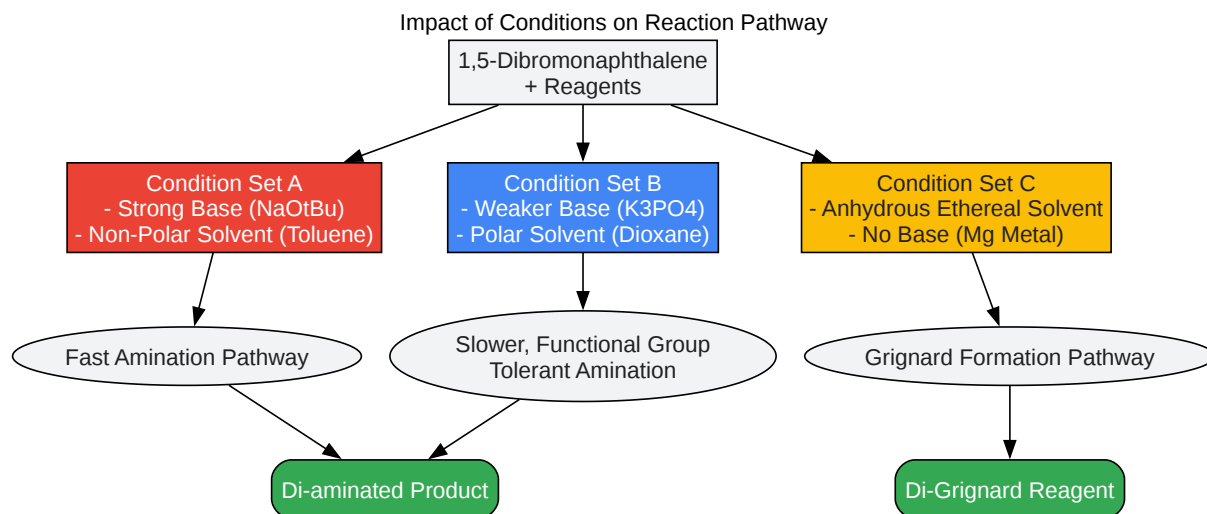 Impact of Conditions on Reaction Pathway
1,5-Dibromonaphthalene
+ Reagents
Condition Set A
- Strong Base (NaOtBu)
- Non-Polar Solvent (Toluene)
Condition Set B
- Weaker Base (K3PO4)
- Polar Solvent (Dioxane)
Condition Set C
- Anhydrous Ethereal Solvent
- No Base (Mg Metal)
Fast Amination Pathway
Slower, Functional Group
Tolerant Amination
Grignard Formation Pathway
Di-aminated Product
Di-Grignard Reagent